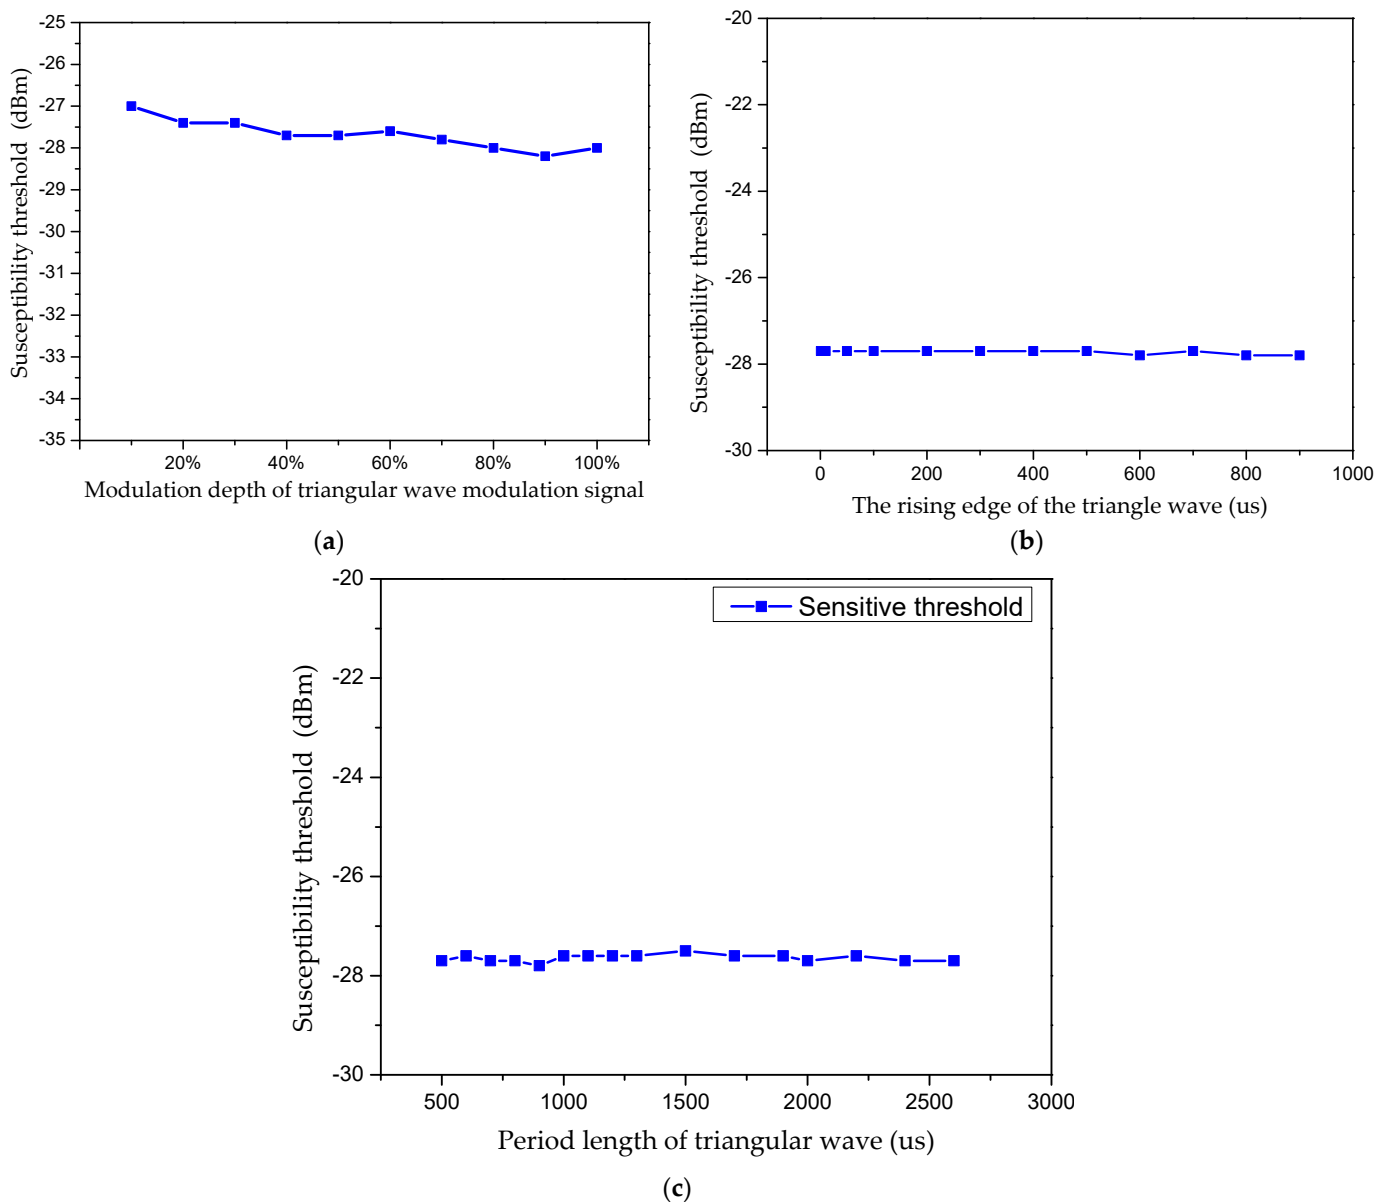 -25
-26
-27
-28
-29
-30
-31
-32
-33
-34
-35
Susceptibility threshold (dBm)
20% 40% 60% 80% 100%
Modulation depth of triangular wave modulation signal
(a)
-20
-22
-24
-26
-28
-30
Susceptibility threshold (dBm)
0 200 400 600 800 1000
The rising edge of the triangle wave (us)
(b)
-20
-22
-24
-26
-28
-30
Susceptibility threshold (dBm)
Sensitive threshold
500 1000 1500 2000 2500 3000
Period length of triangular wave (us)
(c)